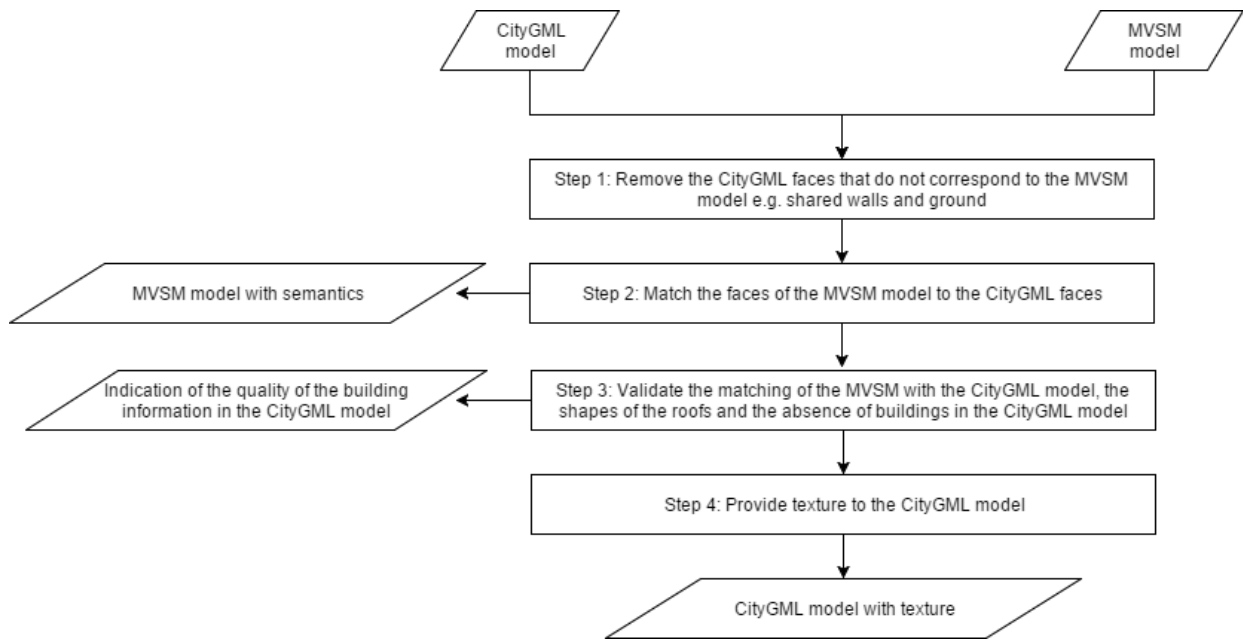 CityGML
model
MVSM
model
Step 1: Remove the CityGML faces that do not correspond to the MVSM
model e.g. shared walls and ground
MVSM model with semantics
Step 2: Match the faces of the MVSM model to the CityGML faces
Indication of the quality of the building
information in the CityGML model
Step 3: Validate the matching of the MVSM with the CityGML model, the
shapes of the roofs and the absence of buildings in the CityGML model
Step 4: Provide texture to the CityGML model
CityGML model with texture